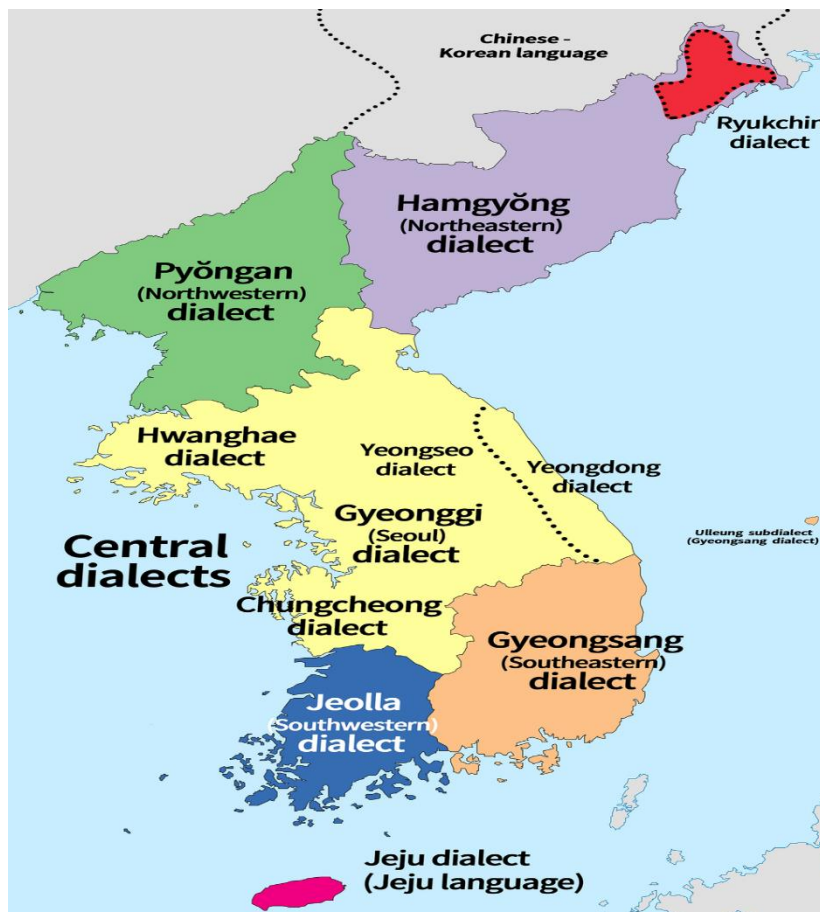 Chinese -
Korean language
Ryukchin
dialect
Hamgyŏng
(Northeastern)
dialect
Pyŏngan
(Northwestern)
dialect
Hwanghae
dialect
Yeongseo
dialect
Yeongdong
dialect
Gyeonggi
(Seoul)
dialect
Ulleung subdialect
(Gyeongsang dialect)
Central
dialects
Chungcheong
dialect
Gyeongsang
(Southeastern)
dialect
Jeolla
(Southwestern)
dialect
Jeju dialect
(Jeju language)